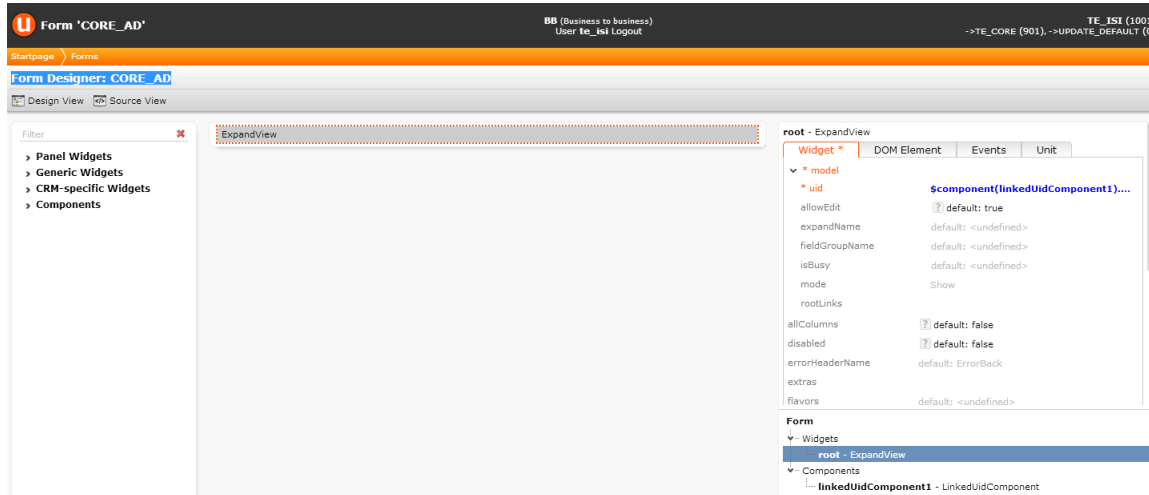 Form 'CORE_AD'
BB (Business to business)
User te_isi Logout
TE_ISI (1001
->TE_CORE (901), ->UPDATE_DEFAULT (0
Startpage Forms
Form Designer: CORE_AD
Design View Source View
Filter
Panel Widgets
Generic Widgets
CRM-specific Widgets
Components
ExpandView
root - ExpandView
Widget * DOM Element Events Unit
* model
* uid $component(linkedUidComponent1)....
allowEdit ? default: true
expandName default: <undefined>
fieldGroupName default: <undefined>
isBusy default: <undefined>
mode Show
rootLinks
allColumns ? default: false
disabled ? default: false
errorHeaderName default: ErrorBack
extras
flavors default: <undefined>
Form
Widgets
root - ExpandView
Components
linkedUidComponent1 - LinkedUidComponent